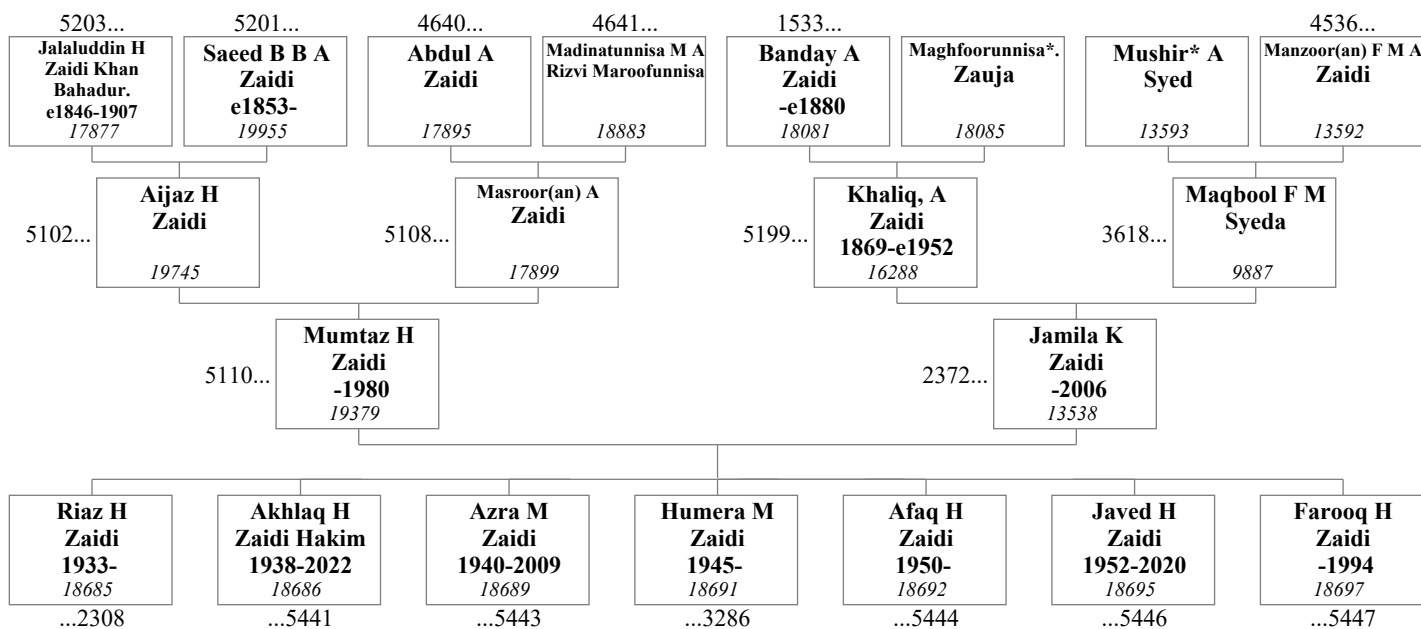 5203...
5201...
4640...
4641...
1533...
4536...
Jalaluddin H
Zaidi Khan
Bahadur.
e1846-1907
17877
Saeed B B A
Zaidi
e1853-
19955
Abdul A
Zaidi
17895
Madinatunnisa M A
Rizvi Maroofunnisa
18883
Banday A
Zaidi
-e1880
18081
Maghfoorunnisa*.
Zauja
18085
Mushir* A
Syed
13593
Manzoor(an) F M A
Zaidi
13592
5102...
Aijaz H
Zaidi
19745
5108...
Masroor(an) A
Zaidi
17899
5199...
Khaliq, A
Zaidi
1869-e1952
16288
3618...
Maqbool F M
Syeda
9887
5110...
Mumtaz H
Zaidi
-1980
19379
2372...
Jamila K
Zaidi
-2006
13538
Riaz H
Zaidi
1933-
18685
...2308
Akhlaq H
Zaidi Hakim
1938-2022
18686
...5441
Azra M
Zaidi
1940-2009
18689
...5443
Humera M
Zaidi
1945-
18691
...3286
Afaq H
Zaidi
1950-
18692
...5444
Javed H
Zaidi
1952-2020
18695
...5446
Farooq H
Zaidi
-1994
18697
...5447